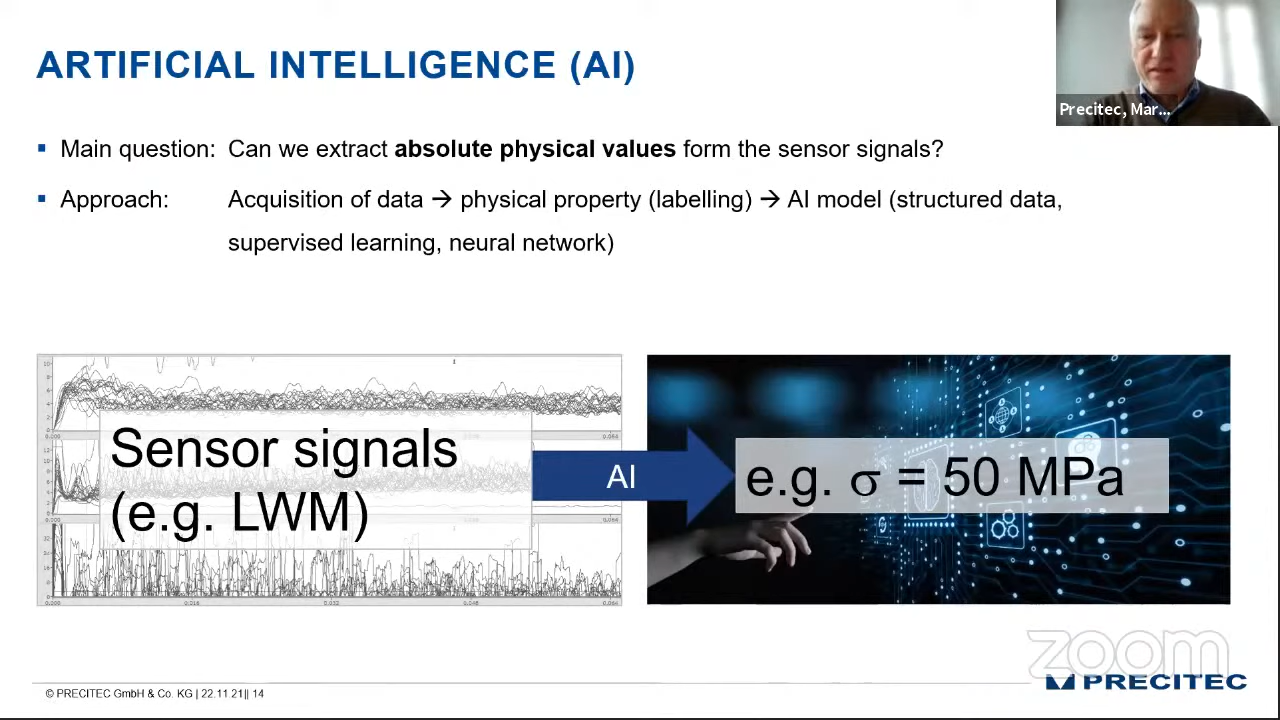 ARTIFICIAL INTELLIGENCE (AI)
Precitec, Mar...
▪ Main question: Can we extract absolute physical values form the sensor signals?
▪ Approach: Acquisition of data → physical property (labelling) → AI model (structured data,
supervised learning, neural network)
Sensor signals
(e.g. LWM)
AI
e.g. σ = 50 MPa
zoom
PRECITEC
© PRECITEC GmbH & Co. KG | 22.11 21|| 14